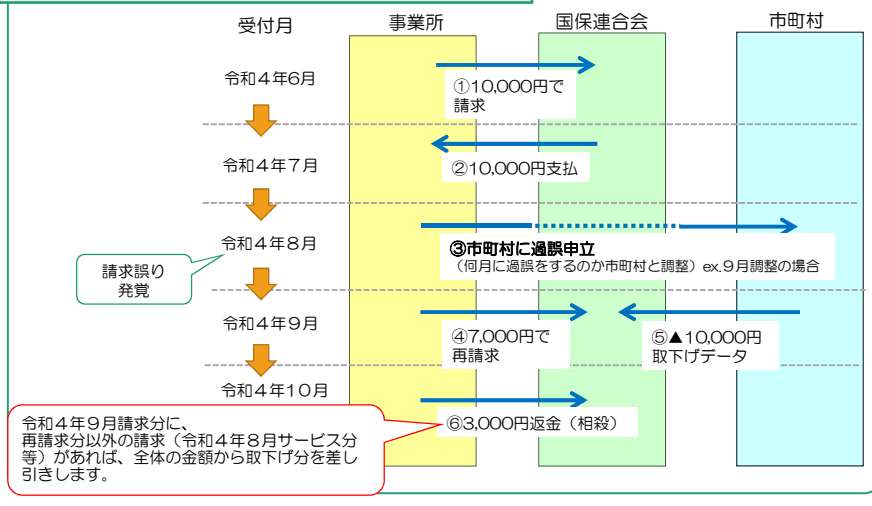 受付月
事業所
国保連合会
市町村
令和４年６月
①10,000円で
請求
令和４年７月
②10,000円支払
令和４年８月
③市町村に過誤申立
（何月に過誤をするのか市町村と調整）ex.９月調整の場合
請求誤り
発覚
令和４年９月
④7,000円で
再請求
⑤▲10,000円
取下げデータ
令和４年１０月
⑥3,000円返金（相殺）
令和４年９月請求分に、
再請求分以外の請求（令和４年８月サービス分
等）があれば、全体の金額から取下げ分を差し
引きします。